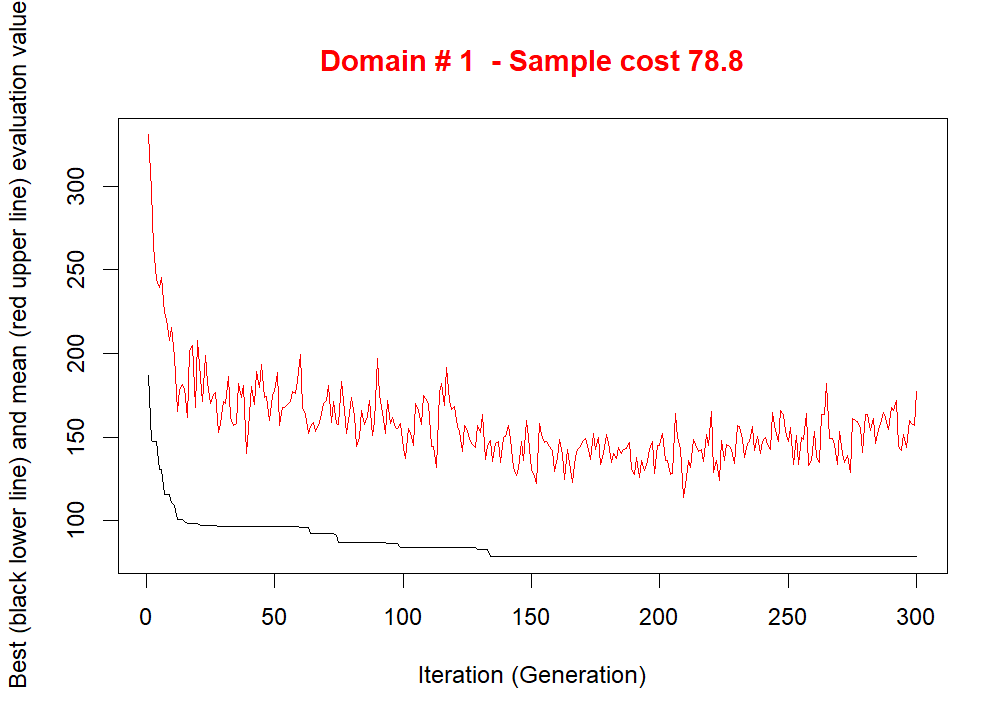 Domain # 1  - Sample cost 78.8
Best (black lower line) and mean (red upper line) evaluation value
300
250
200
150
100
0 50 100 150 200 250 300
Iteration (Generation)